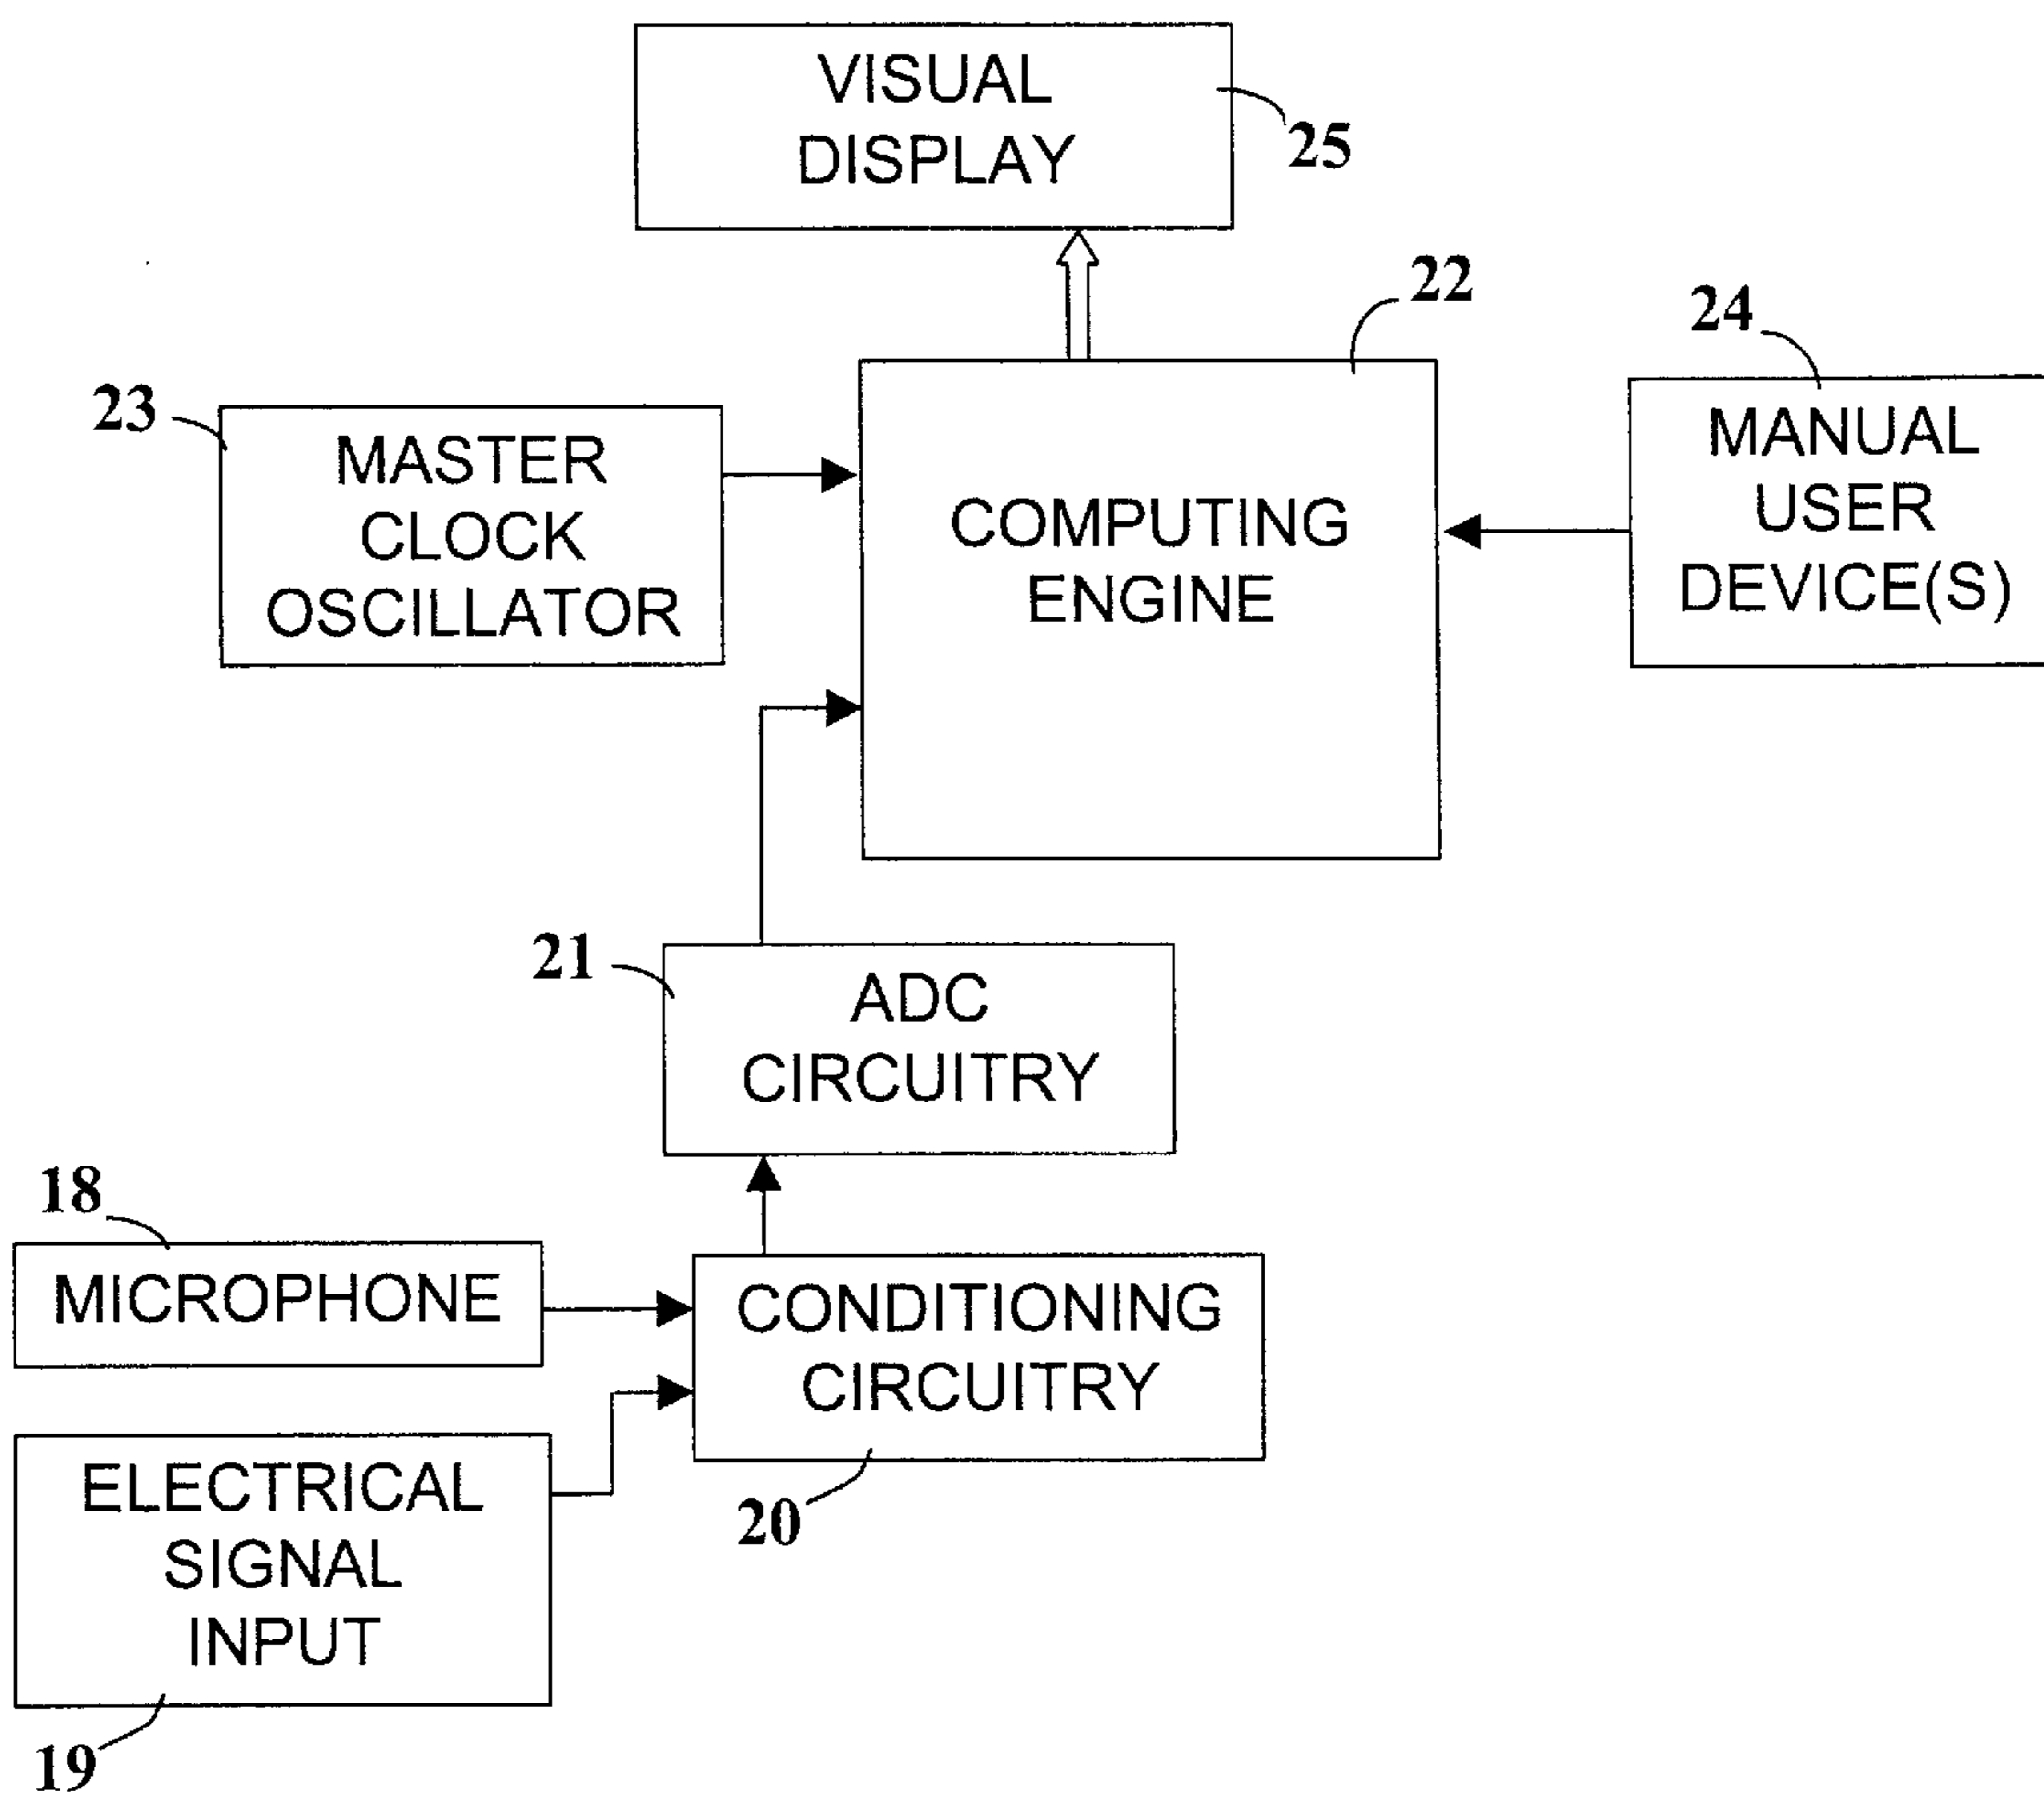 VISUAL
DISPLAY
25
22
24
23
MASTER
CLOCK
OSCILLATOR
COMPUTING
ENGINE
MANUAL
USER
DEVICE(S)
21
ADC
CIRCUITRY
18
MICROPHONE
CONDITIONING
CIRCUITRY
20
ELECTRICAL
SIGNAL
INPUT
19